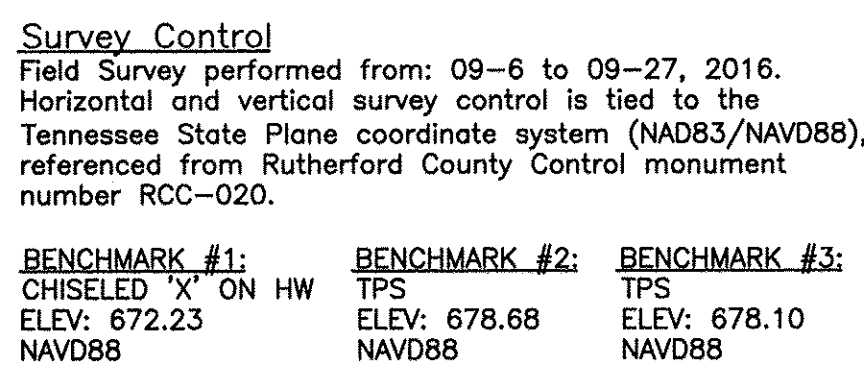 Survey Control
Field Survey performed from: 09-6 to 09-27, 2016.
Horizontal and vertical survey control is tied to the
Tennessee State Plane coordinate system (NAD83/NAVD88),
referenced from Rutherford County Control monument
number RCC-020.
BENCHMARK #1:
CHISELED 'X' ON HW
ELEV: 672.23
NAVD88
BENCHMARK #2:
TPS
ELEV: 678.68
NAVD88
BENCHMARK #3:
TPS
ELEV: 678.10
NAVD88